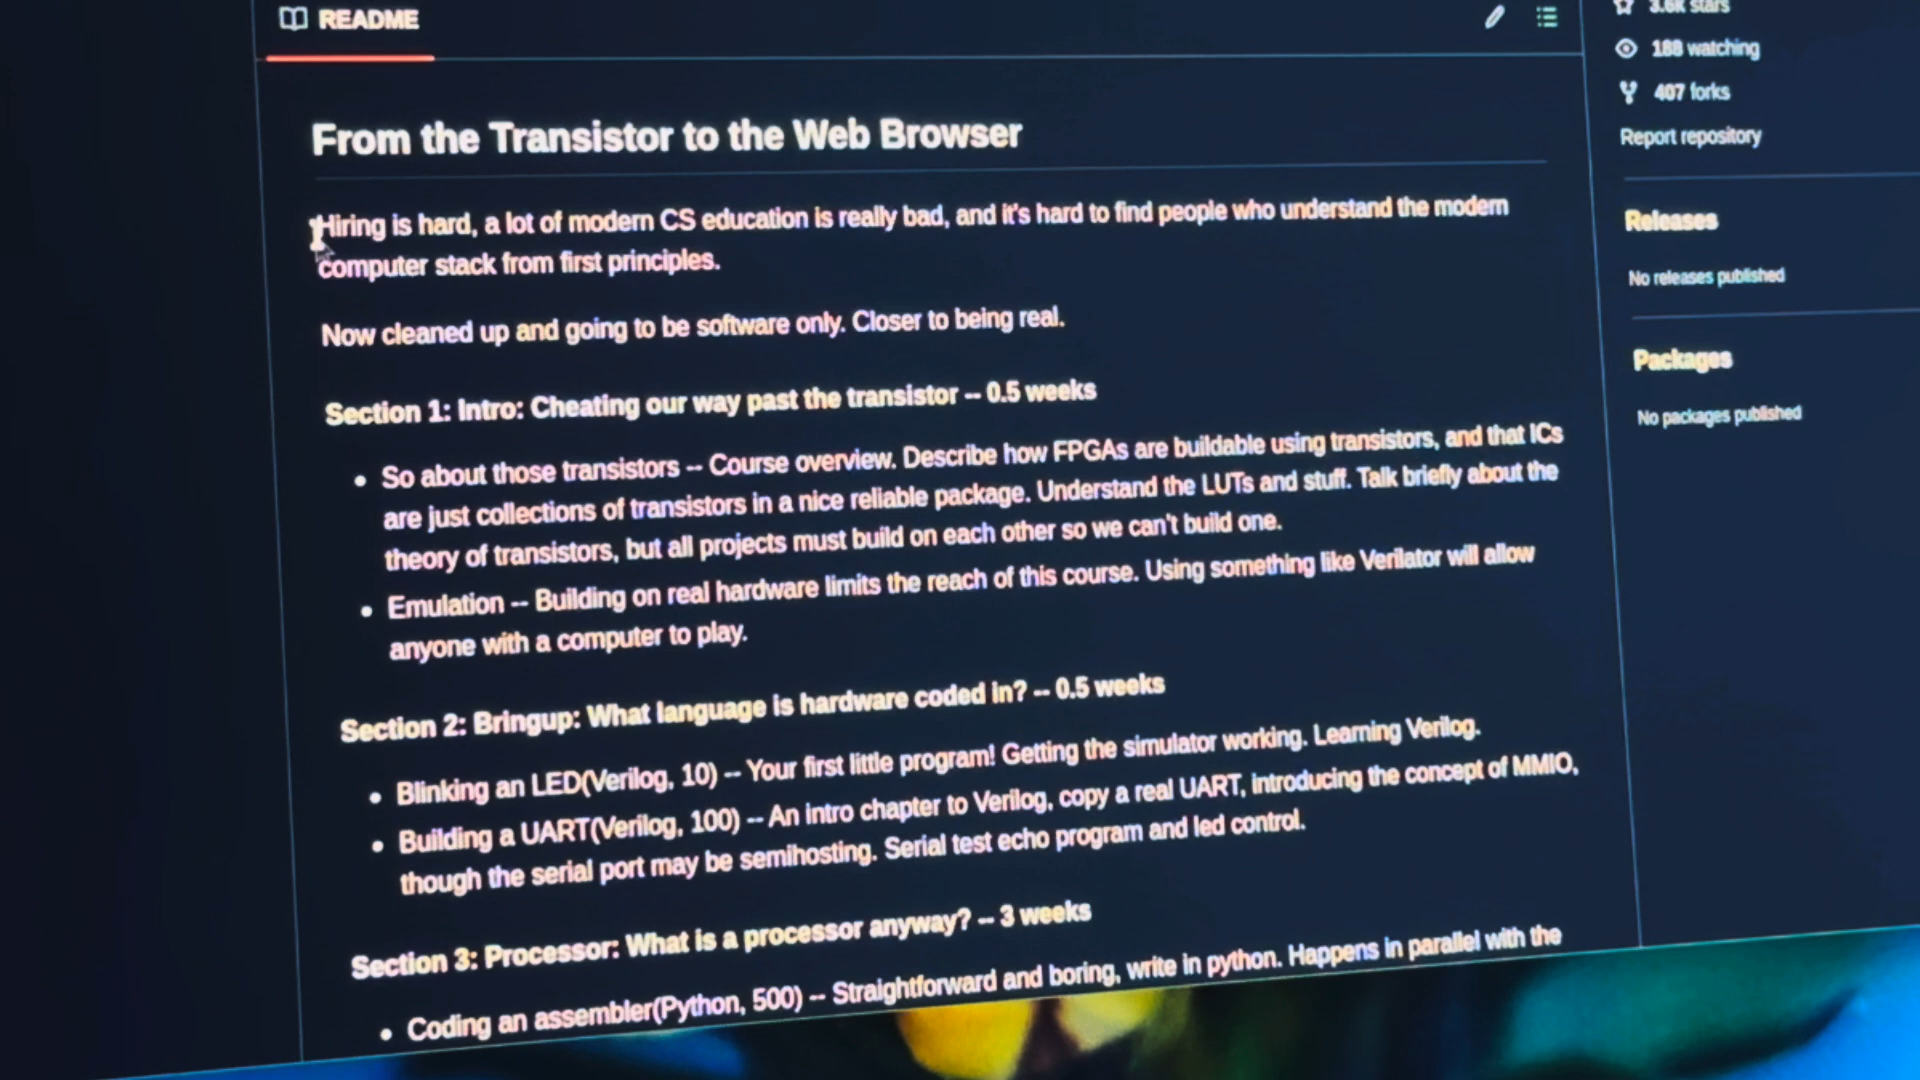 README
3.6k stars
188 watching
407 forks
Report repository
From the Transistor to the Web Browser
Hiring is hard, a lot of modern CS education is really bad, and it's hard to find people who understand the modern
computer stack from first principles.
Now cleaned up and going to be software only. Closer to being real.
Section 1: Intro: Cheating our way past the transistor -- 0.5 weeks
So about those transistors -- Course overview. Describe how FPGAs are buildable using transistors, and that ICs
are just collections of transistors in a nice reliable package. Understand the LUTs and stuff. Talk briefly about the
theory of transistors, but all projects must build on each other so we can't build one.
Emulation -- Building on real hardware limits the reach of this course. Using something like Verilator will allow
anyone with a computer to play.
Section 2: Bringup: What language is hardware coded in? -- 0.5 weeks
Blinking an LED(Verilog, 10) -- Your first little program! Getting the simulator working. Learning Verilog.
Building a UART(Verilog, 100) -- An intro chapter to Verilog, copy a real UART, introducing the concept of MMIO,
though the serial port may be semihosting. Serial test echo program and led control.
Section 3: Processor: What is a processor anyway? -- 3 weeks
Coding an assembler(Python, 500) -- Straightforward and boring, write in python. Happens in parallel with the
Releases
No releases published
Packages
No packages published